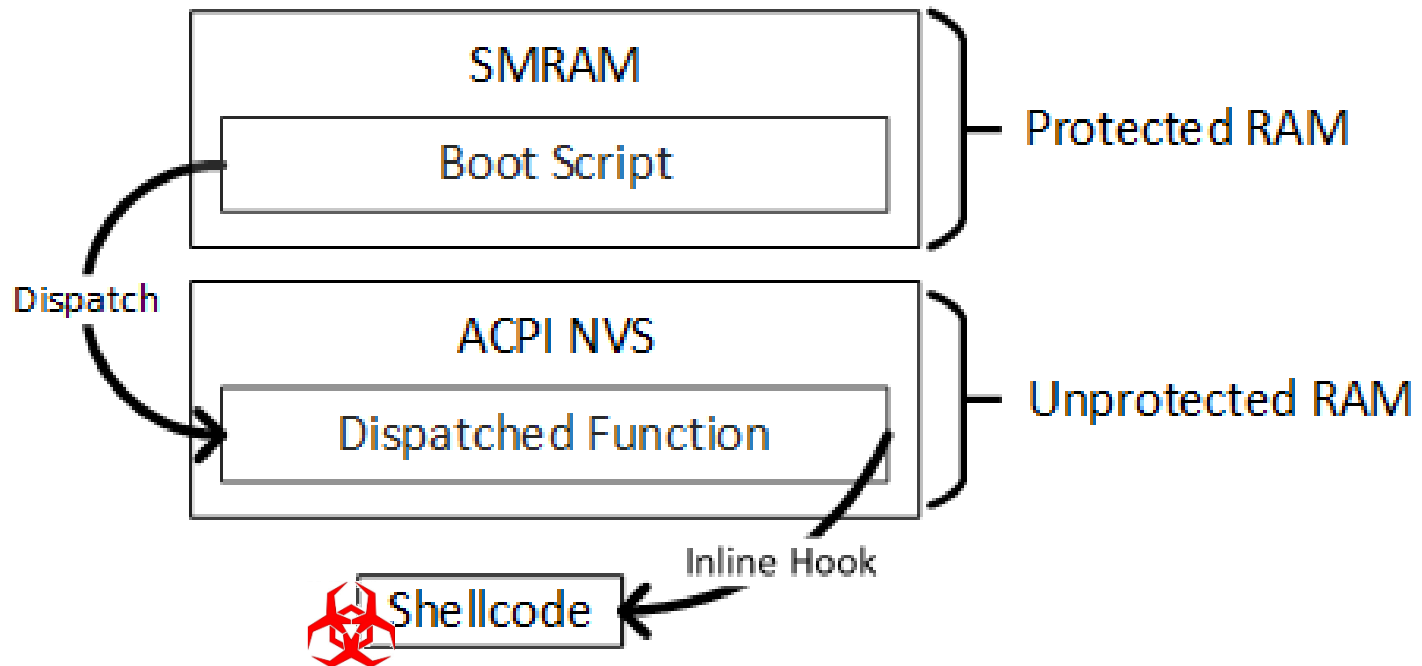 SMRAM
Boot Script
Protected RAM
Dispatch
ACPI NVS
Dispatched Function
Unprotected RAM
Inline Hook
Shellcode